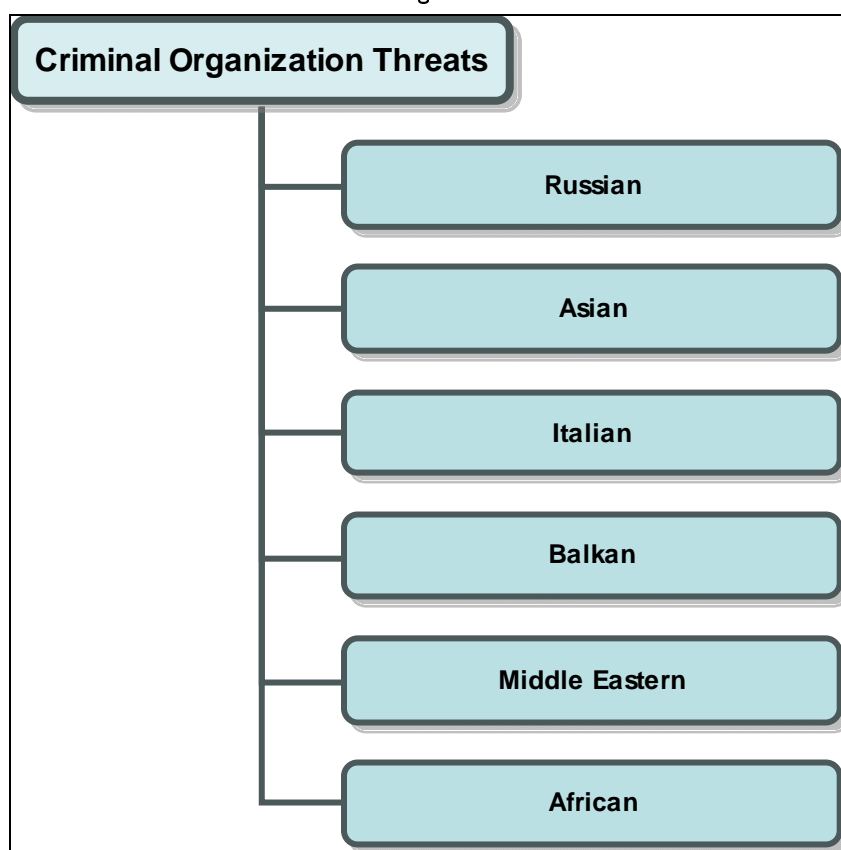 Criminal Organization Threats
Russian
Asian
Italian
Balkan
Middle Eastern
African